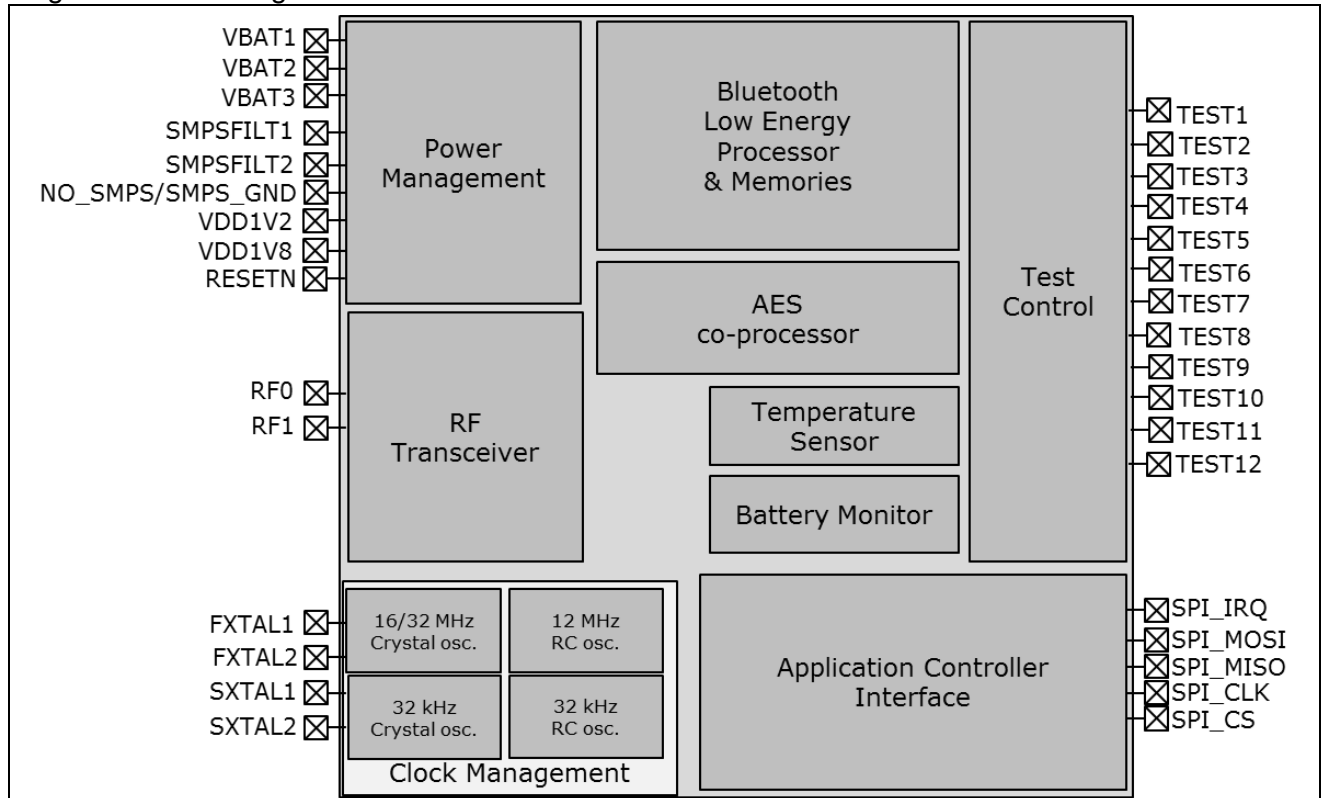 VBAT1
VBAT2
VBAT3
SMPSFILT1
SMPSFILT2
NO_SMPS/SMPS_GND
VDD1V2
VDD1V8
RESETN
RF0
RF1
FXTAL1
FXTAL2
SXTAL1
SXTAL2
Power
Management
RF
Transceiver
16/32 MHz
Crystal osc.
12 MHz
RC osc.
32 kHz
Crystal osc.
32 kHz
RC osc.
Clock Management
Bluetooth
Low Energy
Processor
& Memories
AES
co-processor
Temperature
Sensor
Battery Monitor
Test
Control
Application Controller
Interface
TEST1
TEST2
TEST3
TEST4
TEST5
TEST6
TEST7
TEST8
TEST9
TEST10
TEST11
TEST12
SPI_IRQ
SPI_MOSI
SPI_MISO
SPI_CLK
SPI_CS